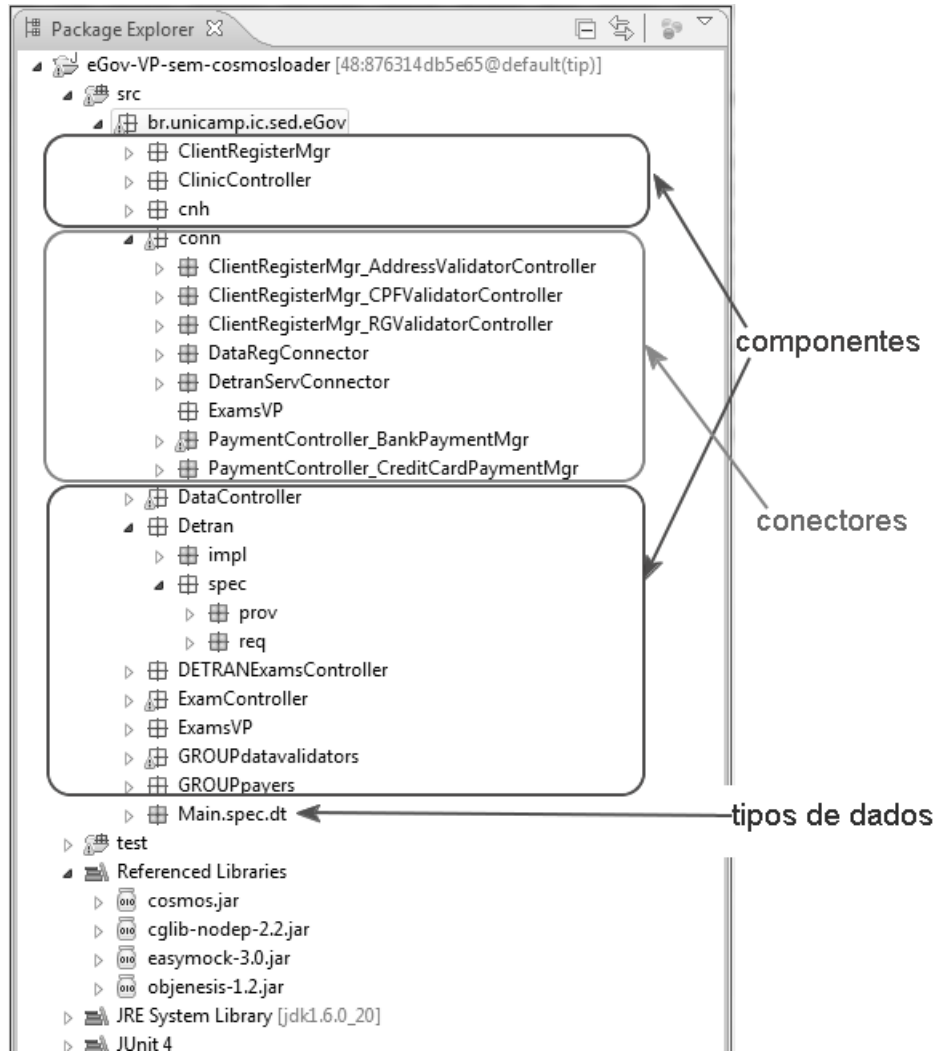 Package Explorer
eGov-VP-sem-cosmosloader [48:876314db5e65@default(tip)]
src
br.unicamp.ic.sed.eGov
ClientRegisterMgr
ClinicController
cnh
conn
ClientRegisterMgr_AddressValidatorController
ClientRegisterMgr_CPFValidatorController
ClientRegisterMgr_RGValidatorController
DataRegConnector
DetranServConnector
ExamsVP
PaymentController_BankPaymentMgr
PaymentController_CreditCardPaymentMgr
DataController
Detran
impl
spec
prov
req
DETRANExamsController
ExamController
ExamsVP
GROUPdatavalidators
GROUPpayers
Main.spec.dt
test
Referenced Libraries
cosmos.jar
cglib-nodep-2.2.jar
easymock-3.0.jar
objenesis-1.2.jar
JRE System Library [jdk1.6.0_20]
JUnit 4
componentes
conectores
tipos de dados